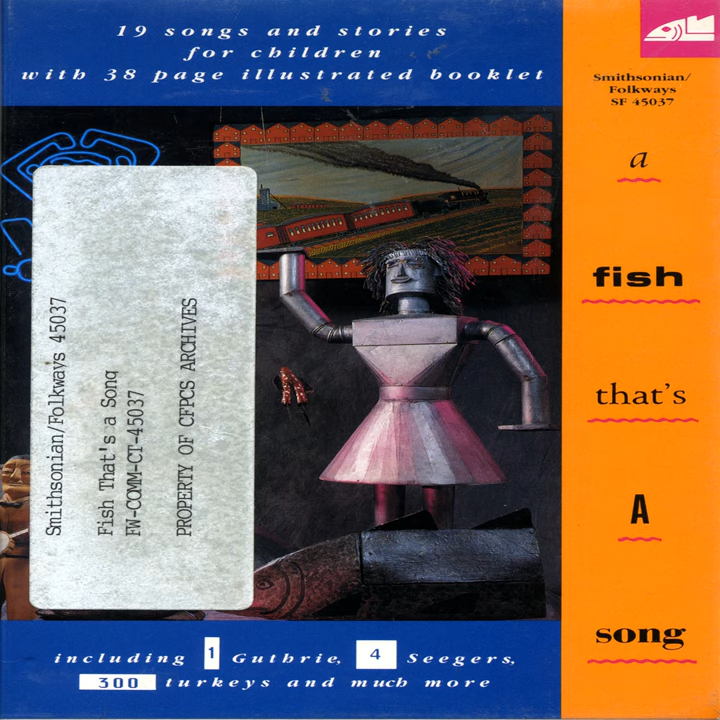 19 songs and stories
for children
with 38 page illustrated booklet
Smithsonian/
Folkways
SF 45037
a
fish
that's
A
song
Smithsonian/Folkways 45037
Fish That's a Song
FW-COMM-CT-45037
PROPERTY OF CFPCS ARCHIVES
including 1 Guthrie, 4 Seegers,
300 turkeys and much more